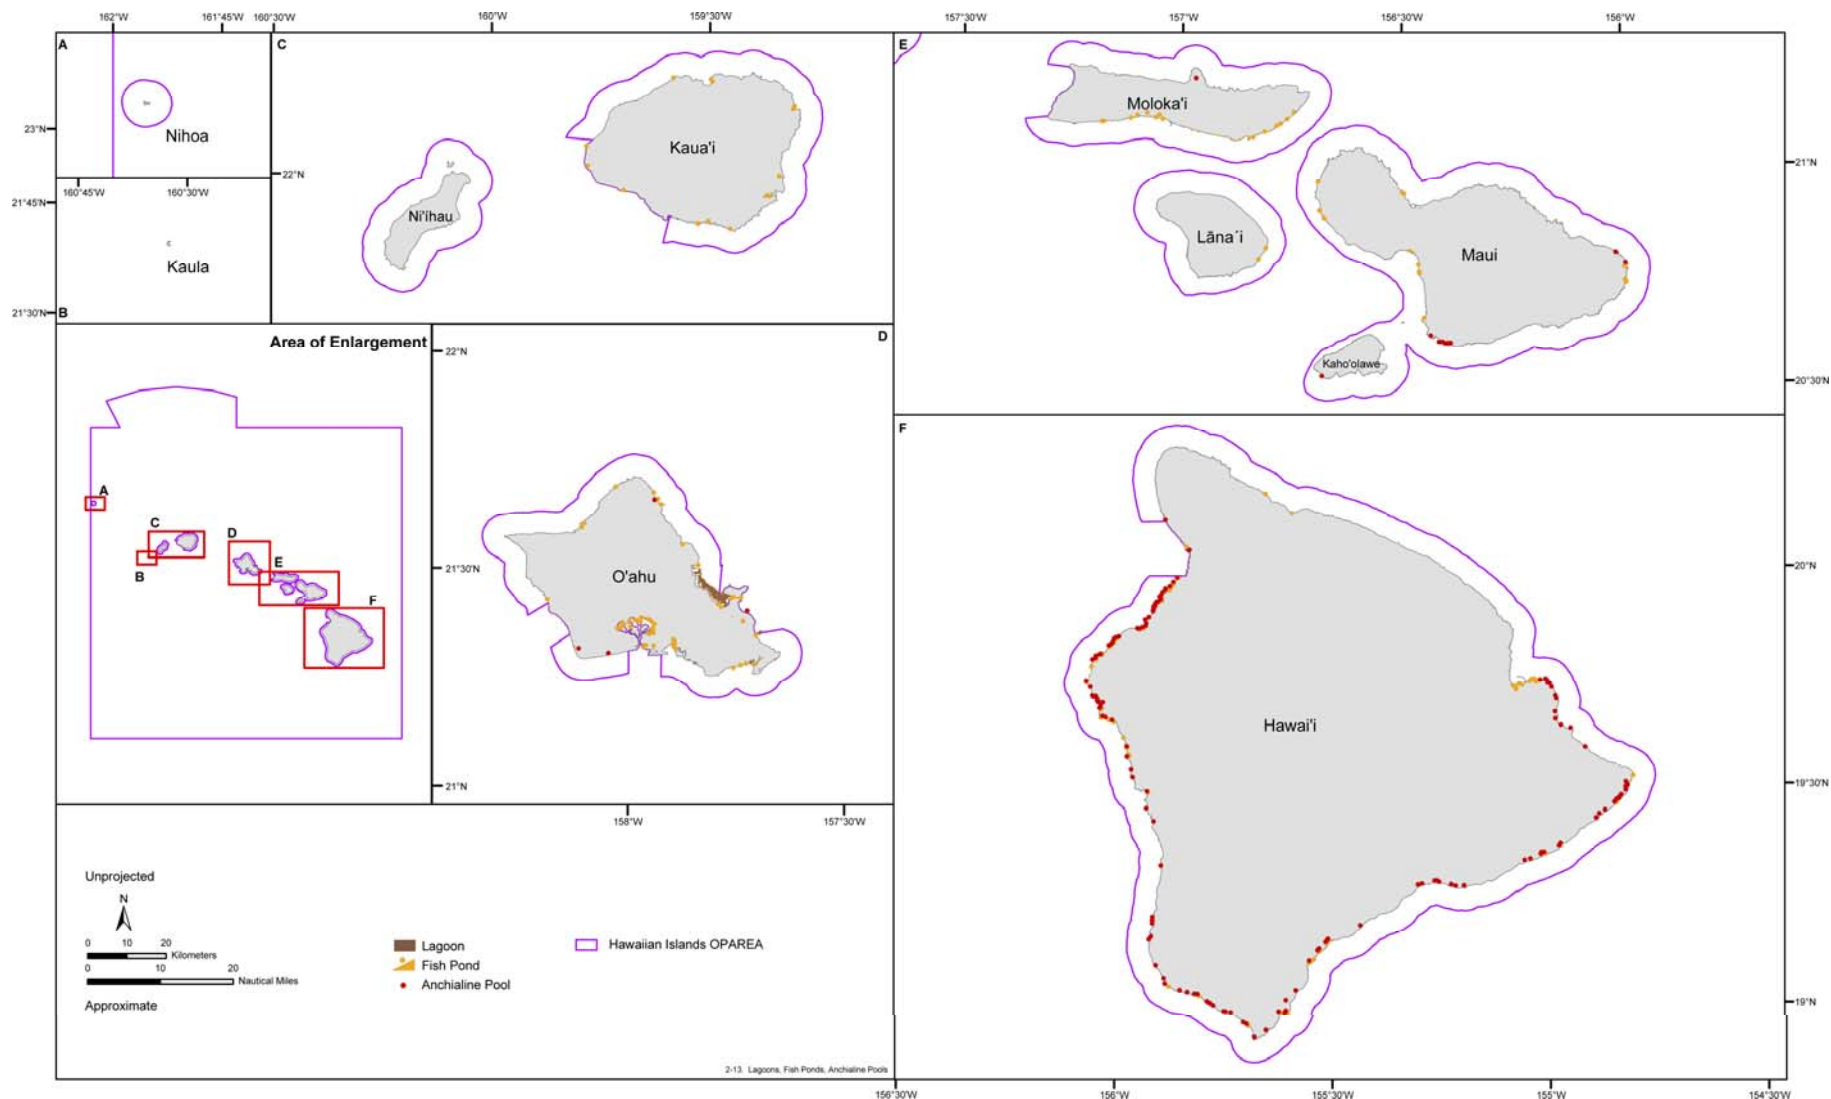 162°W
161°45'W
160°30'W
160°W
159°30'W
157°30'W
157°W
156°30'W
156°W
A
C
E
23°N
Nihoa
160°45'W
160°30'W
22°N
21°45'N
Kaula
21°30'N
B
Kaua'i
Ni'ihau
Moloka'i
21°N
Lāna´i
Maui
Kaho'olawe
20°30'N
Area of Enlargement
D
22°N
A
C
B
D
E
F
O'ahu
21°30'N
21°N
158°W
157°30'W
F
Hawai'i
20°N
19°30'N
19°N
Unprojected
N
0 10 20
Kilometers
0 10 20
Nautical Miles
Approximate
Lagoon
Fish Pond
Anchialine Pool
Hawaiian Islands OPAREA
2-13. Lagoons, Fish Ponds, Anchialine Pools
156°30'W
156°W
155°30'W
155°W
154°30'W